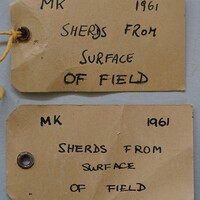 MK 1961
SHERDS FROM
SURFACE
OF FIELD
MK 1961
SHERDS FROM
SURFACE
OF FIELD